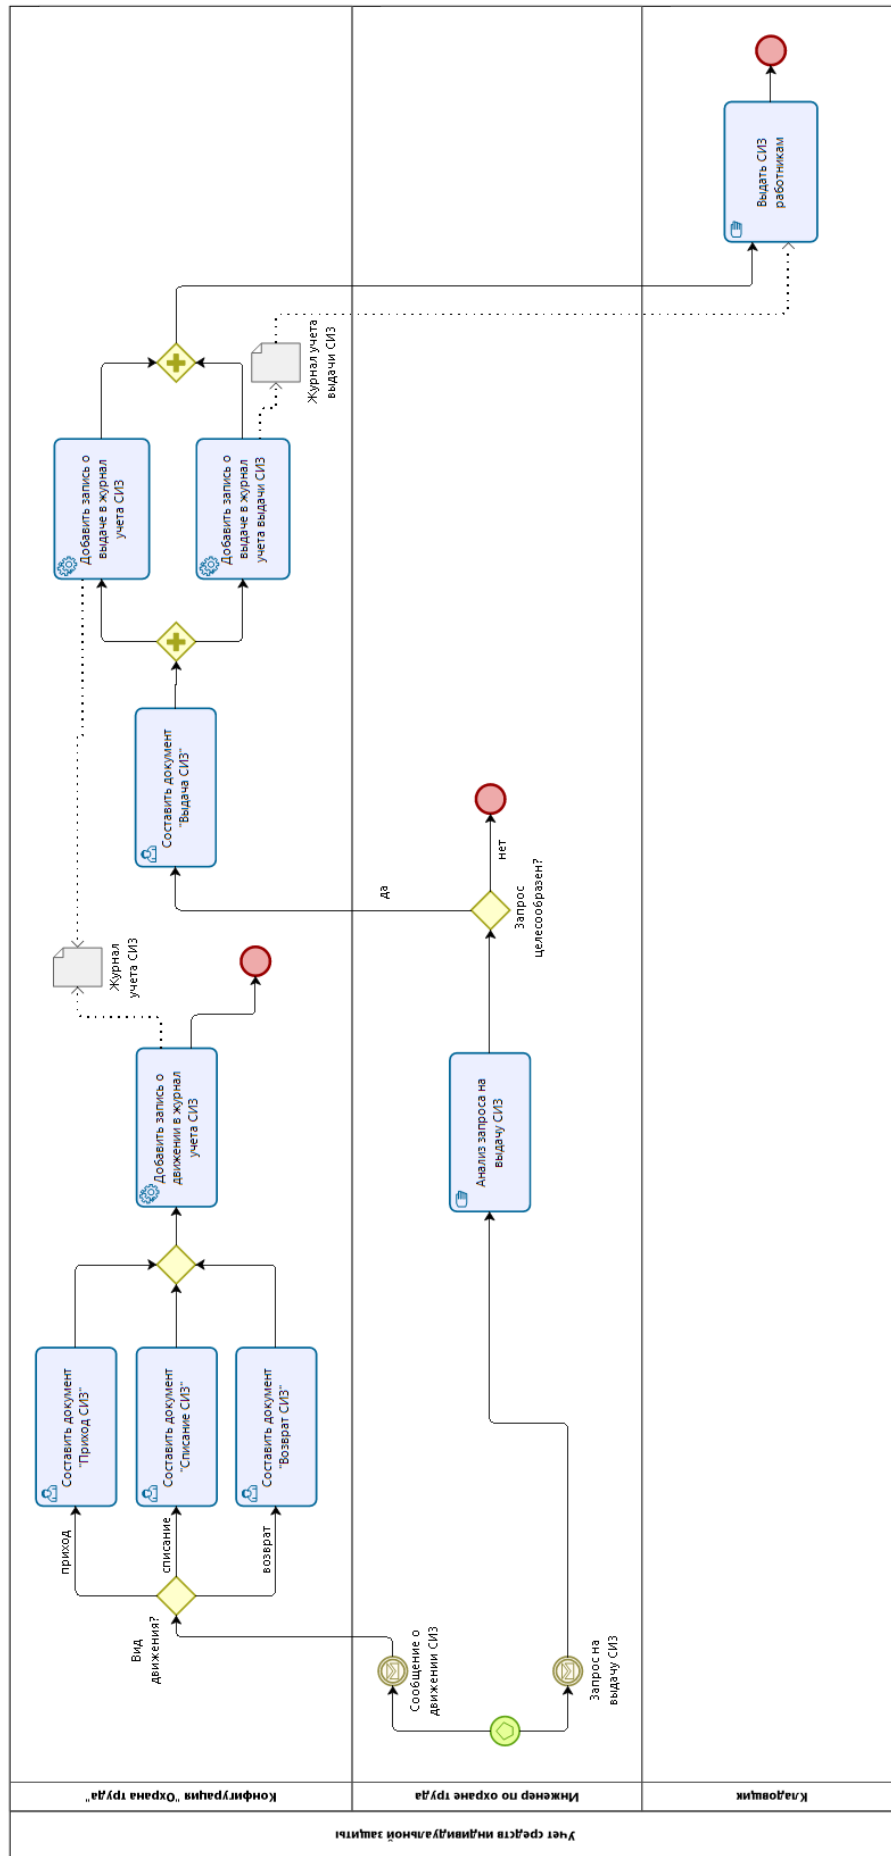 Учет средств индивидуальной защиты
Конфигурация "Охрана труда"
Инженер по охране труда
Кладовщик
Вид
движения?
приход
списание
возврат
Составить документ
"Приход СИЗ"
Составить документ
"Списание СИЗ"
Составить документ
"Возврат СИЗ"
Добавить запись о
движении в журнал
учета СИЗ
Журнал
учета СИЗ
Составить документ
"Выдача СИЗ"
Добавить запись о
выдаче в журнал
учета СИЗ
Добавить запись о
выдаче в журнал
учета выдачи СИЗ
Журнал учета
выдачи СИЗ
Сообщение о
движении СИЗ
Запрос на
выдачу СИЗ
Анализ запроса на
выдачу СИЗ
Запрос
целесообразен?
да
нет
Выдать СИЗ
работникам